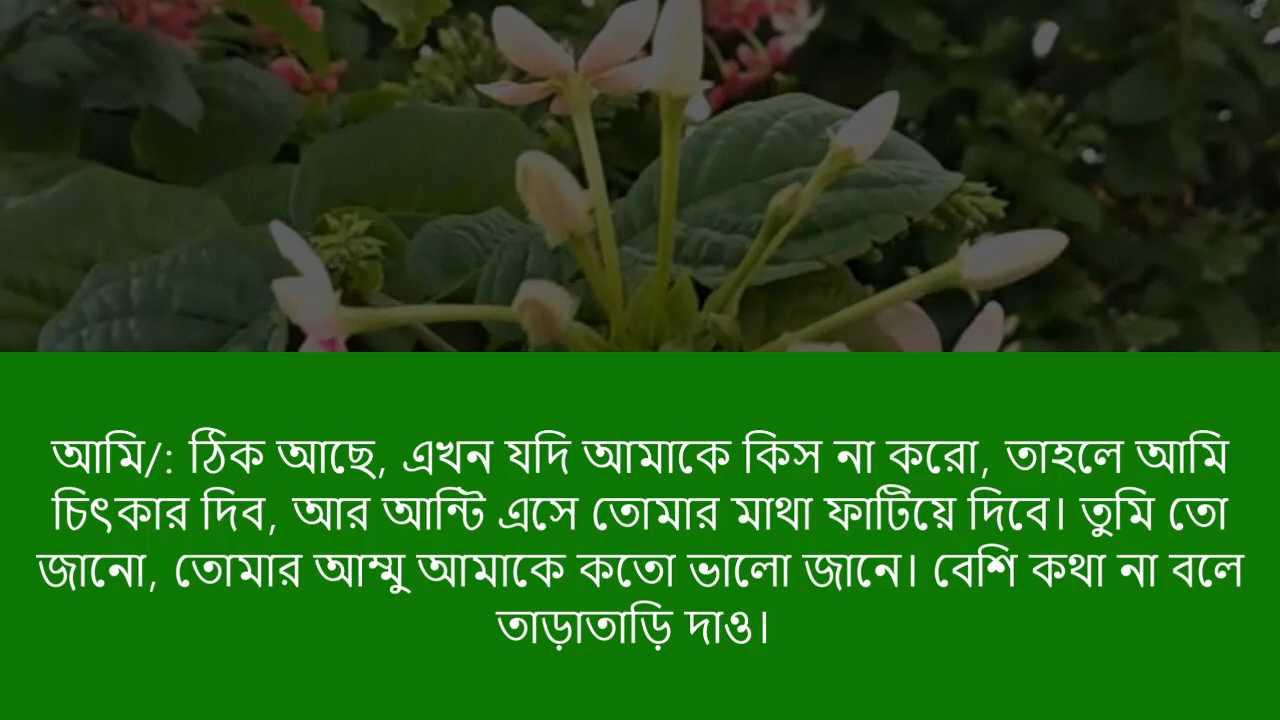 আমি/: ঠিক আছে, এখন যদি আমাকে কিস না করো, তাহলে আমি
চিৎকার দিব, আর আন্টি এসে তোমার মাথা ফাটিয়ে দিবে। তুমি তো
জানো, তোমার আম্মু আমাকে কতো ভালো জানে। বেশি কথা না বলে
তাড়াতাড়ি দাও।